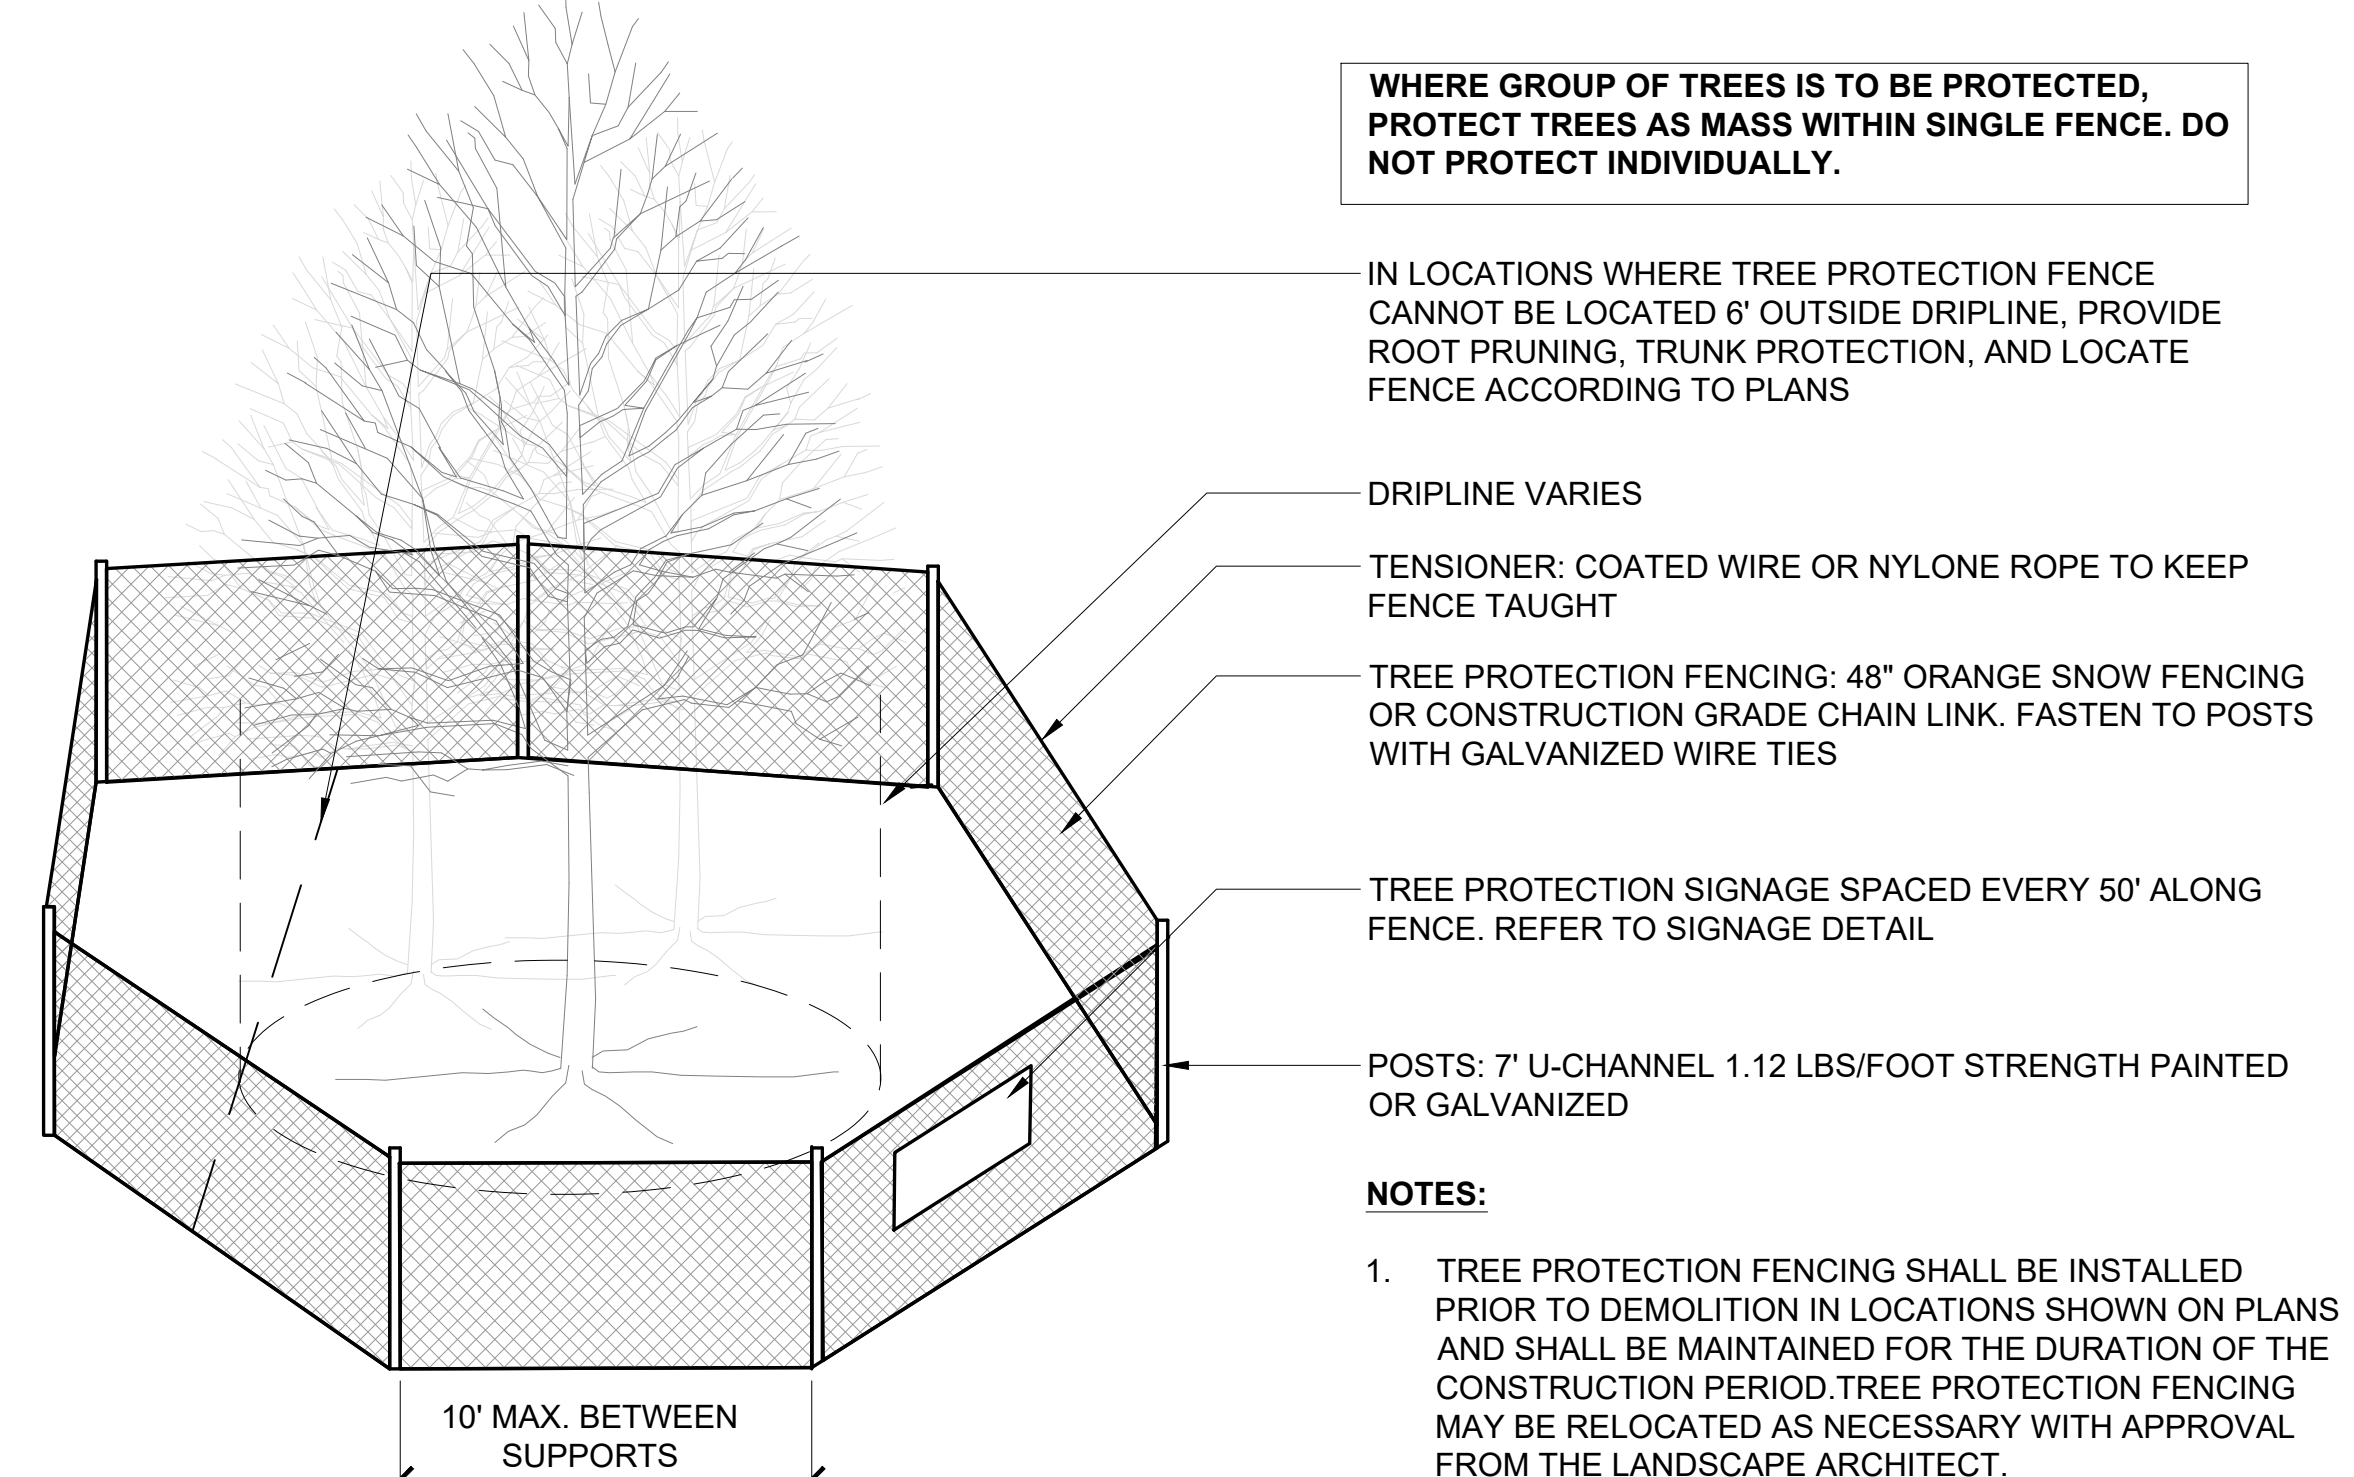 WHERE GROUP OF TREES IS TO BE PROTECTED,
PROTECT TREES AS MASS WITHIN SINGLE FENCE. DO
NOT PROTECT INDIVIDUALLY.
IN LOCATIONS WHERE TREE PROTECTION FENCE
CANNOT BE LOCATED 6' OUTSIDE DRIPLINE, PROVIDE
ROOT PRUNING, TRUNK PROTECTION, AND LOCATE
FENCE ACCORDING TO PLANS
DRIPLINE VARIES
TENSIONER: COATED WIRE OR NYLONE ROPE TO KEEP
FENCE TAUGHT
TREE PROTECTION FENCING: 48" ORANGE SNOW FENCING
OR CONSTRUCTION GRADE CHAIN LINK. FASTEN TO POSTS
WITH GALVANIZED WIRE TIES
TREE PROTECTION SIGNAGE SPACED EVERY 50' ALONG
FENCE. REFER TO SIGNAGE DETAIL
POSTS: 7' U-CHANNEL 1.12 LBS/FOOT STRENGTH PAINTED
OR GALVANIZED
NOTES:
1. TREE PROTECTION FENCING SHALL BE INSTALLED
PRIOR TO DEMOLITION IN LOCATIONS SHOWN ON PLANS
AND SHALL BE MAINTAINED FOR THE DURATION OF THE
CONSTRUCTION PERIOD.TREE PROTECTION FENCING
MAY BE RELOCATED AS NECESSARY WITH APPROVAL
FROM THE LANDSCAPE ARCHITECT.
10' MAX. BETWEEN
SUPPORTS